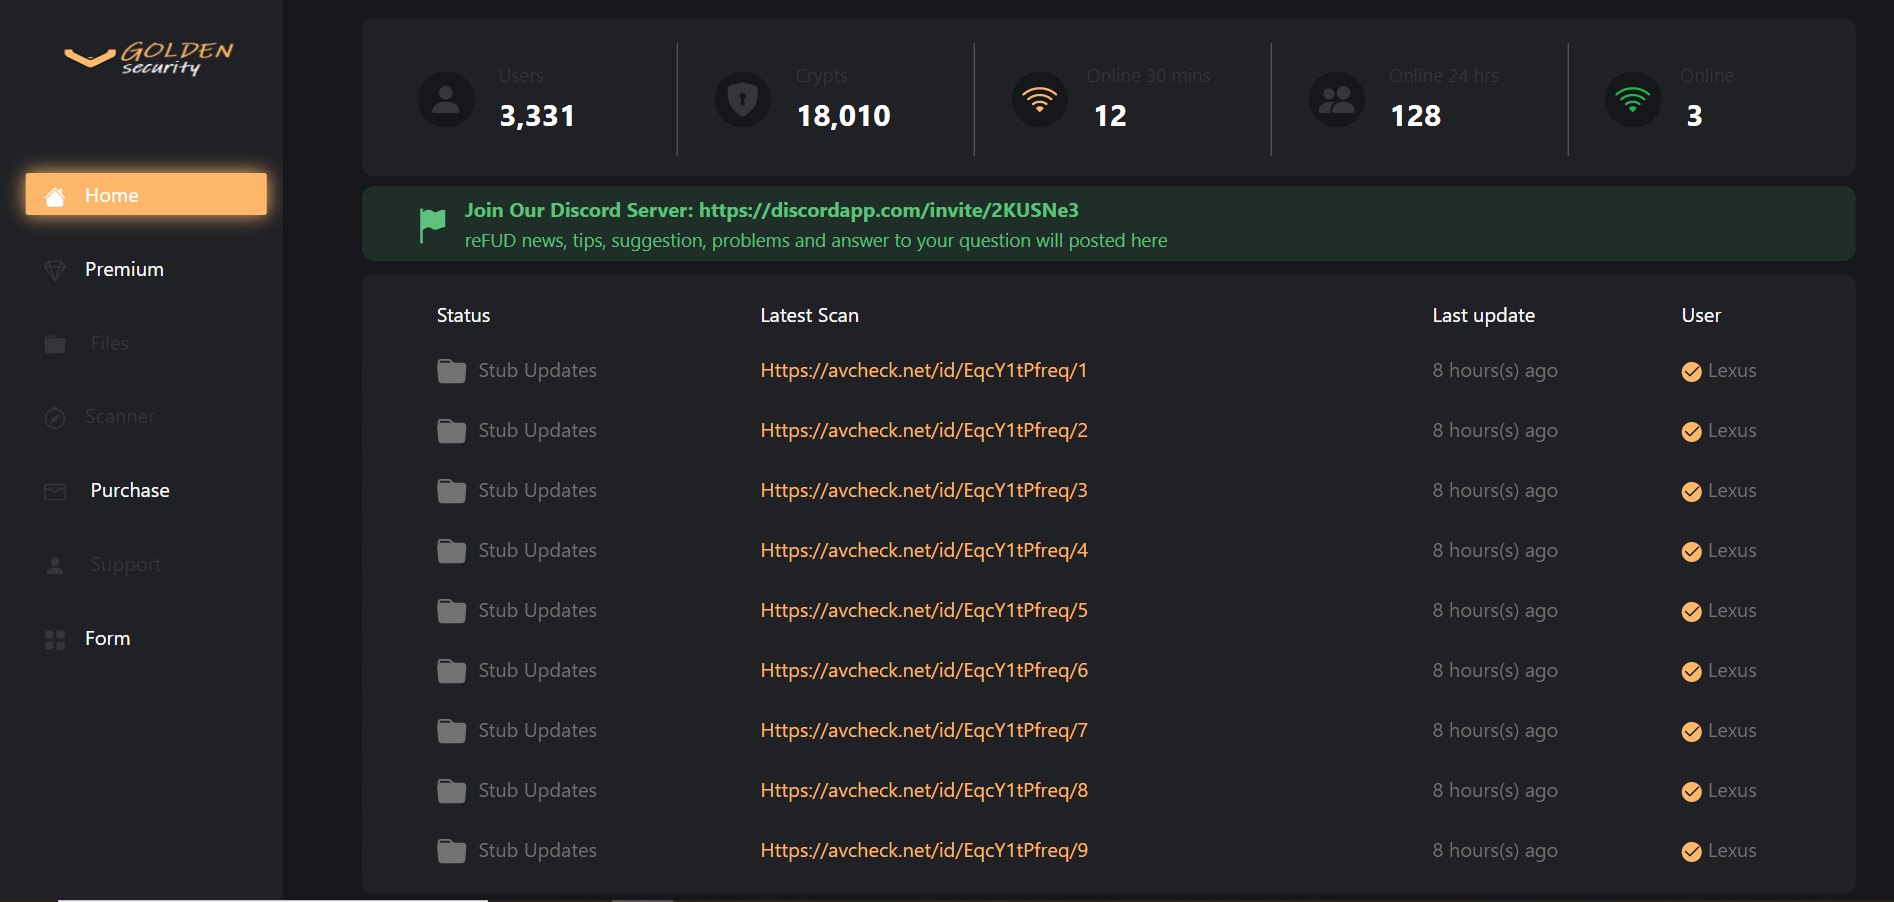 GOLDEN
security
Home
Premium
Files
Scanner
Purchase
Support
Form
Users
3,331
Crypts
18,010
Online 30 mins
12
Online 24 hrs
128
Online
3
Join Our Discord Server: https://discordapp.com/invite/2KUSNe3
reFUD news, tips, suggestion, problems and answer to your question will posted here
Status Latest Scan Last update User
Stub Updates Https://avcheck.net/id/EqcY1tPfreq/1 8 hours(s) ago Lexus
Stub Updates Https://avcheck.net/id/EqcY1tPfreq/2 8 hours(s) ago Lexus
Stub Updates Https://avcheck.net/id/EqcY1tPfreq/3 8 hours(s) ago Lexus
Stub Updates Https://avcheck.net/id/EqcY1tPfreq/4 8 hours(s) ago Lexus
Stub Updates Https://avcheck.net/id/EqcY1tPfreq/5 8 hours(s) ago Lexus
Stub Updates Https://avcheck.net/id/EqcY1tPfreq/6 8 hours(s) ago Lexus
Stub Updates Https://avcheck.net/id/EqcY1tPfreq/7 8 hours(s) ago Lexus
Stub Updates Https://avcheck.net/id/EqcY1tPfreq/8 8 hours(s) ago Lexus
Stub Updates Https://avcheck.net/id/EqcY1tPfreq/9 8 hours(s) ago Lexus